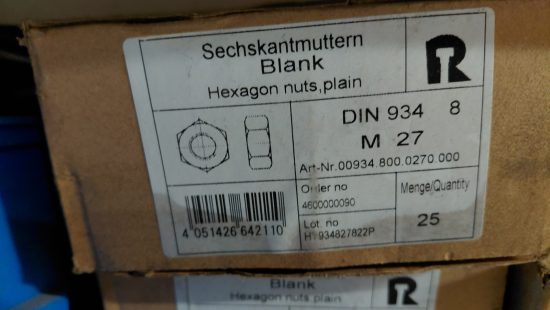 Sechskantmuttern
Blank
Hexagon nuts,plain
R
DIN 934 8
M 27
Art-Nr.00934.800.0270.000
Order no
4600000090
Menge/Quantity
25
Lot no
H1934827822P
4 051426 642110
Blank
Hexagon nuts plain
R